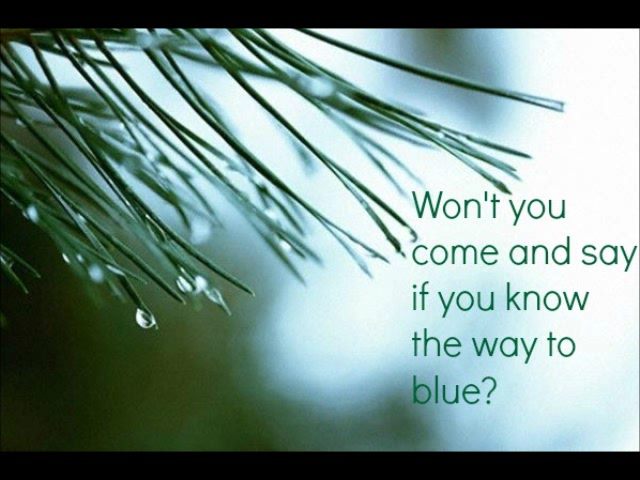 Won't you
come and say
if you know
the way to
blue?